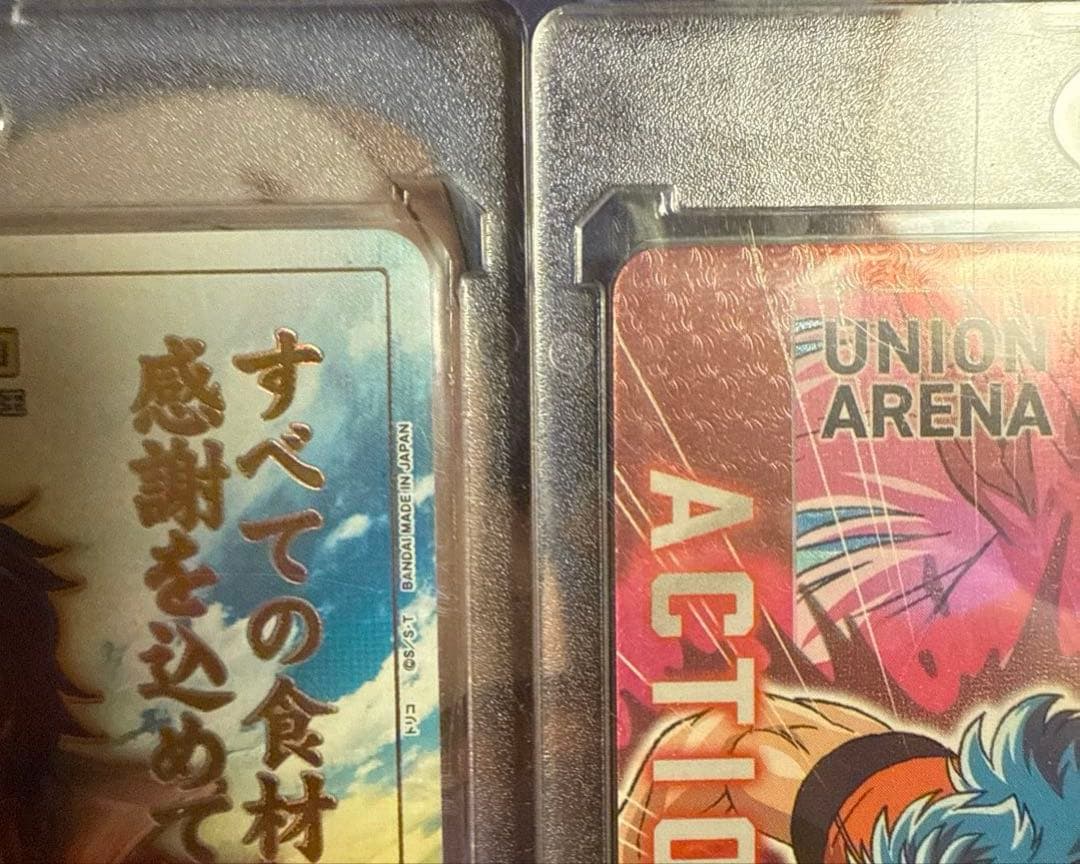 すべての食材
感謝を込めて
トリコ ©S/S・T BANDAI MADE IN JAPAN
UNION
ARENA
ACTIO